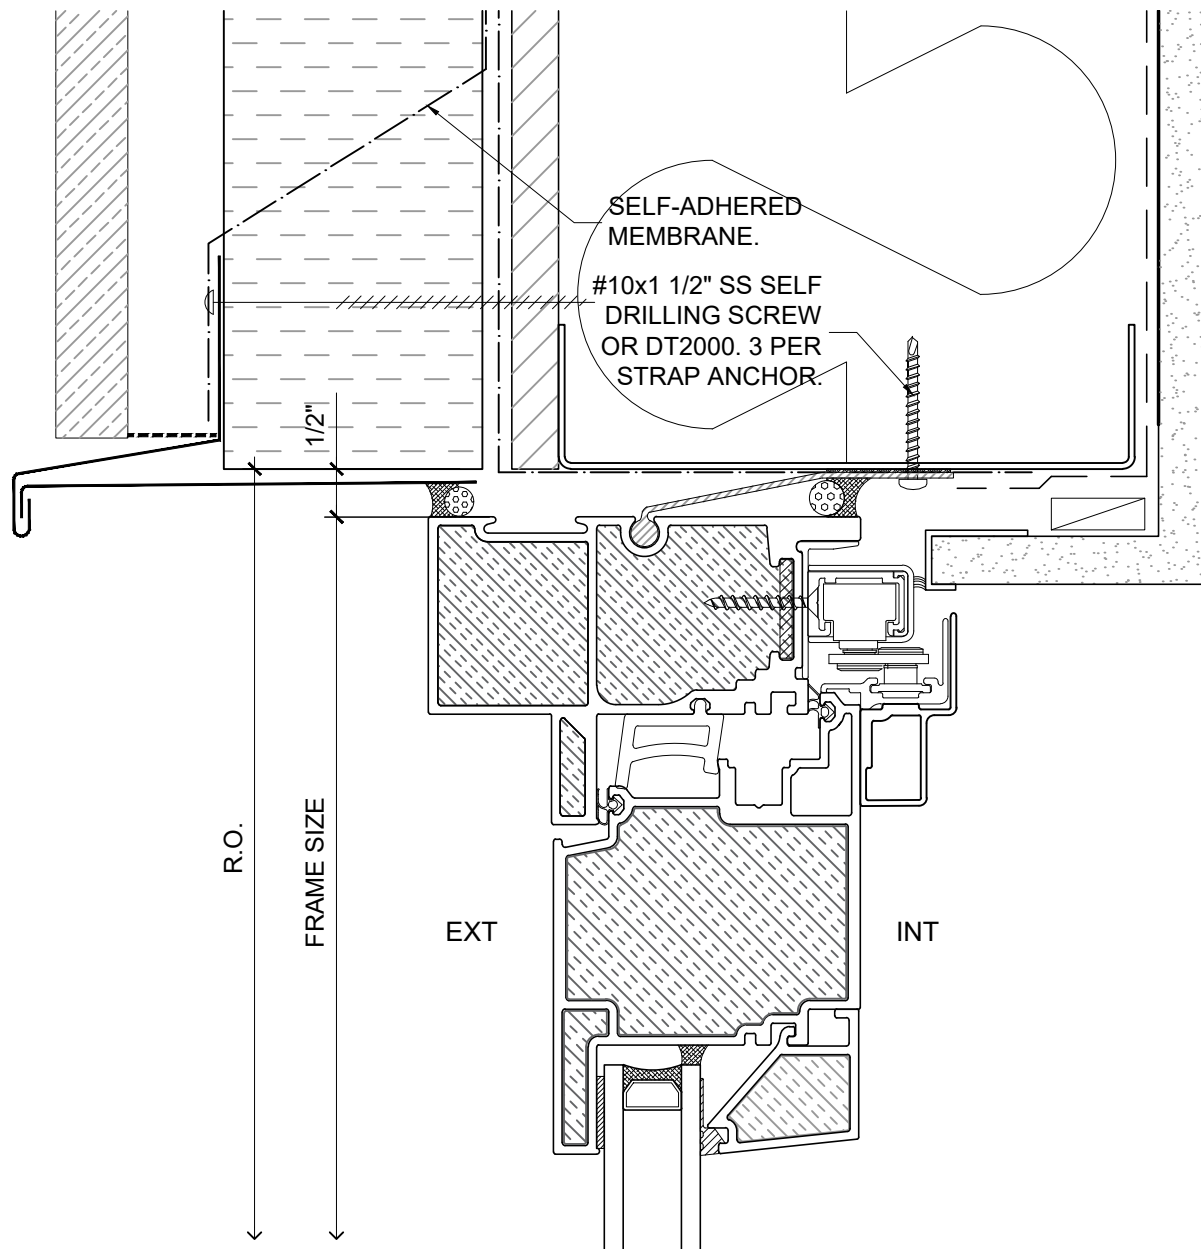 SELF-ADHERED
MEMBRANE.
#10x1 1/2" SS SELF
DRILLING SCREW
OR DT2000. 3 PER
STRAP ANCHOR.
1/2"
R.O.
FRAME SIZE
EXT
INT